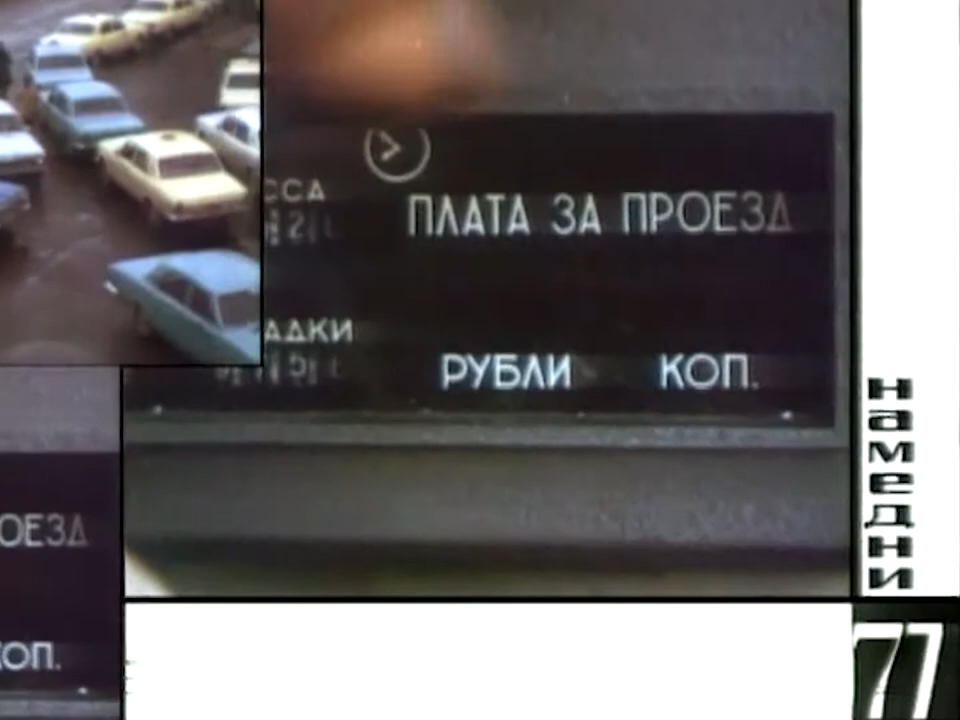 ССА
ПЛАТА ЗА ПРОЕЗД
АДКИ
РУБЛИ КОП.
ОЕЗД
КОП.
намедни
77